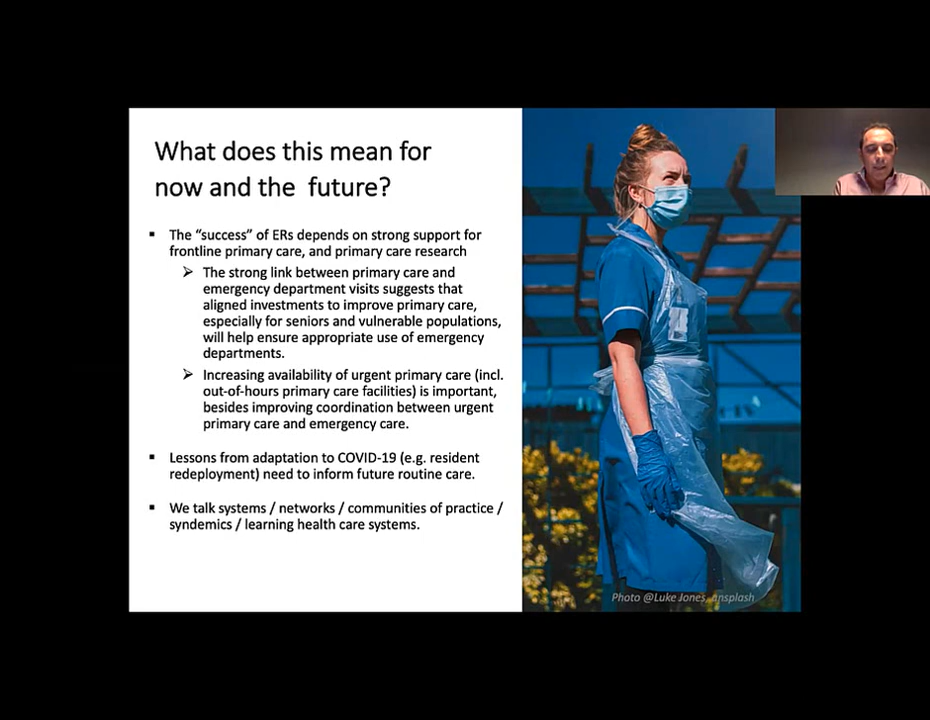 What does this mean for
now and the future?
▪ The “success” of ERs depends on strong support for
frontline primary care, and primary care research
➢ The strong link between primary care and
emergency department visits suggests that
aligned investments to improve primary care,
especially for seniors and vulnerable populations,
will help ensure appropriate use of emergency
departments.
➢ Increasing availability of urgent primary care (incl.
out-of-hours primary care facilities) is important,
besides improving coordination between urgent
primary care and emergency care.
▪ Lessons from adaptation to COVID-19 (e.g. resident
redeployment) need to inform future routine care.
▪ We talk systems / networks / communities of practice /
syndemics / learning health care systems.
Photo @Luke Jones,